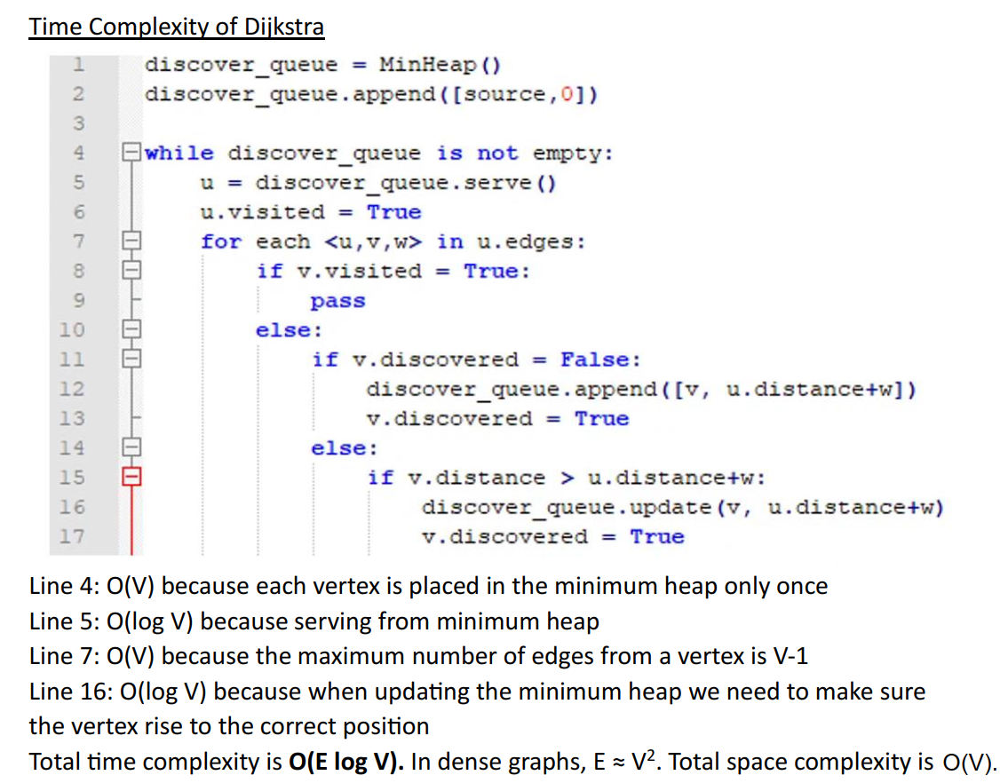 Time Complexity of Dijkstra
1 discover_queue = MinHeap()
2 discover_queue.append([source,0])
3
4 while discover_queue is not empty:
5 u = discover_queue.serve()
6 u.visited = True
7 for each <u,v,w> in u.edges:
8 if v.visited = True:
9 pass
10 else:
11 if v.discovered = False:
12 discover_queue.append([v, u.distance+w])
13 v.discovered = True
14 else:
15 if v.distance > u.distance+w:
16 discover_queue.update(v, u.distance+w)
17 v.discovered = True
Line 4: O(V) because each vertex is placed in the minimum heap only once
Line 5: O(log V) because serving from minimum heap
Line 7: O(V) because the maximum number of edges from a vertex is V-1
Line 16: O(log V) because when updating the minimum heap we need to make sure
the vertex rise to the correct position
Total time complexity is O(E log V). In dense graphs, E ≈ V². Total space complexity is O(V).